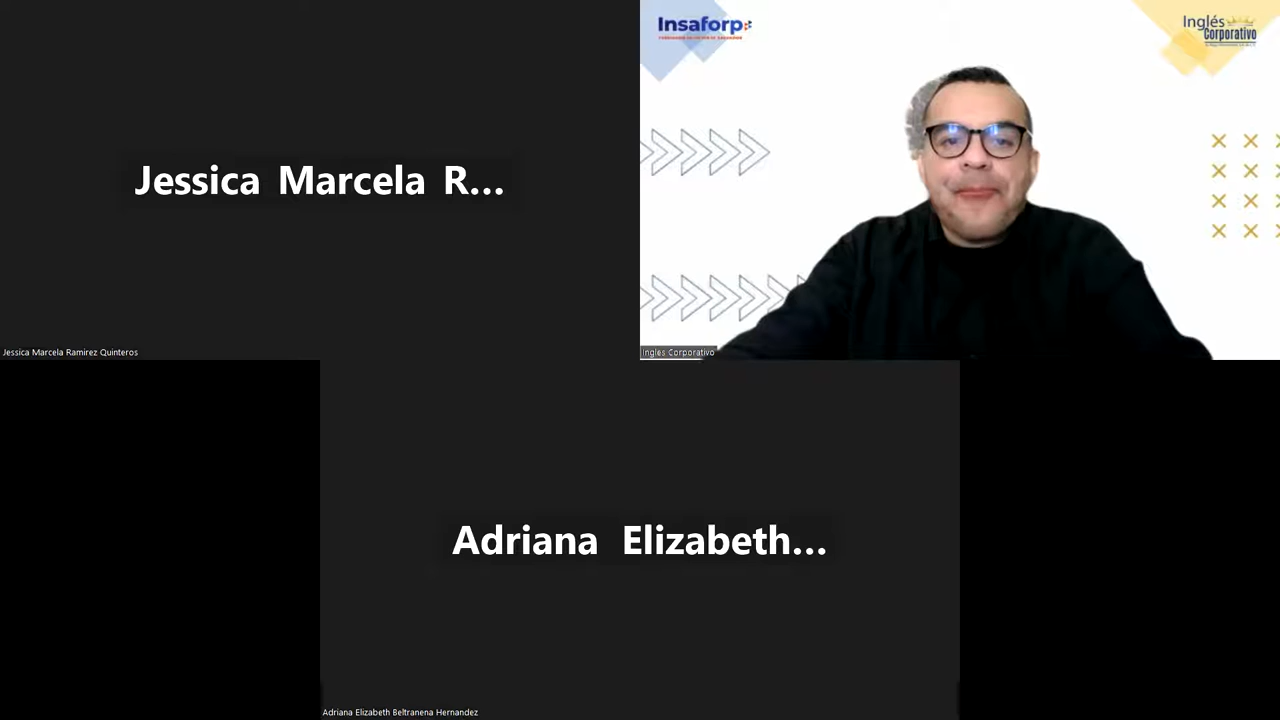 Jessica Marcela R...
Jessica Marcela Ramirez Quinteros
Insaforp
Inglés
Corporativo
Ingles Corporativo
Adriana Elizabeth...
Adriana Elizabeth Beltranena Hernandez